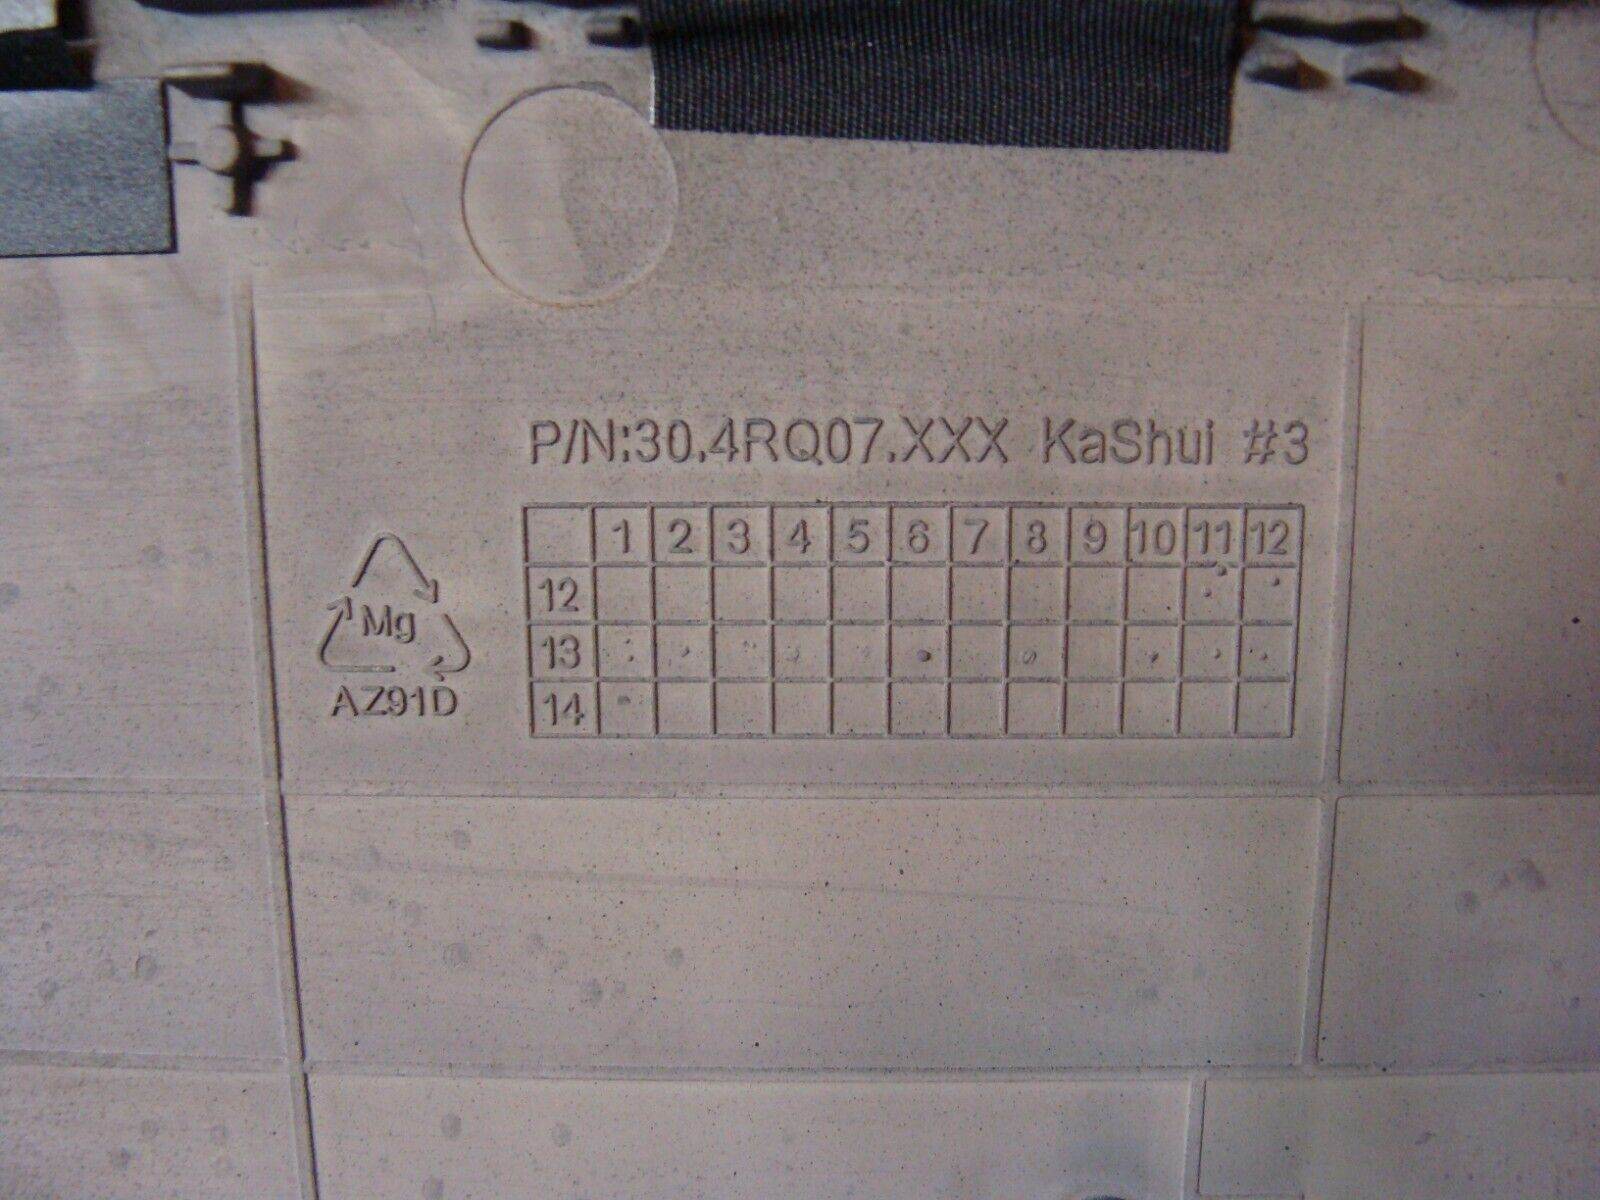 P/N:30.4RQ07.XXX KaShui #3
1 2 3 4 5 6 7 8 9 10 11 12
12
13
14
Mg
AZ91D